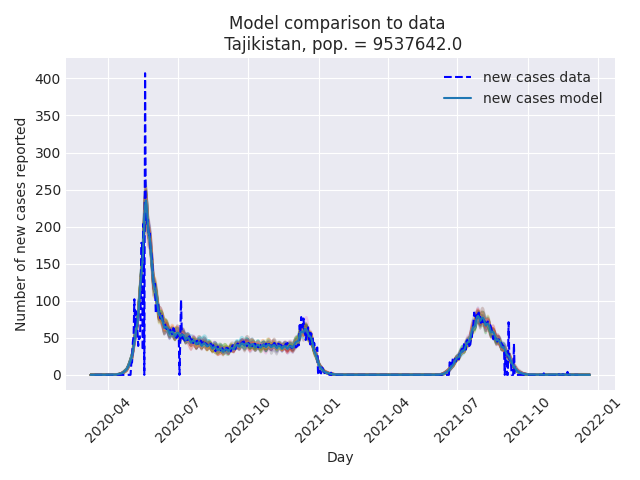 Model comparison to data
Tajikistan, pop. = 9537642.0
new cases data
new cases model
Number of new cases reported
400
350
300
250
200
150
100
50
0
2020-04
2020-07
2020-10
2021-01
2021-04
2021-07
2021-10
2022-01
Day